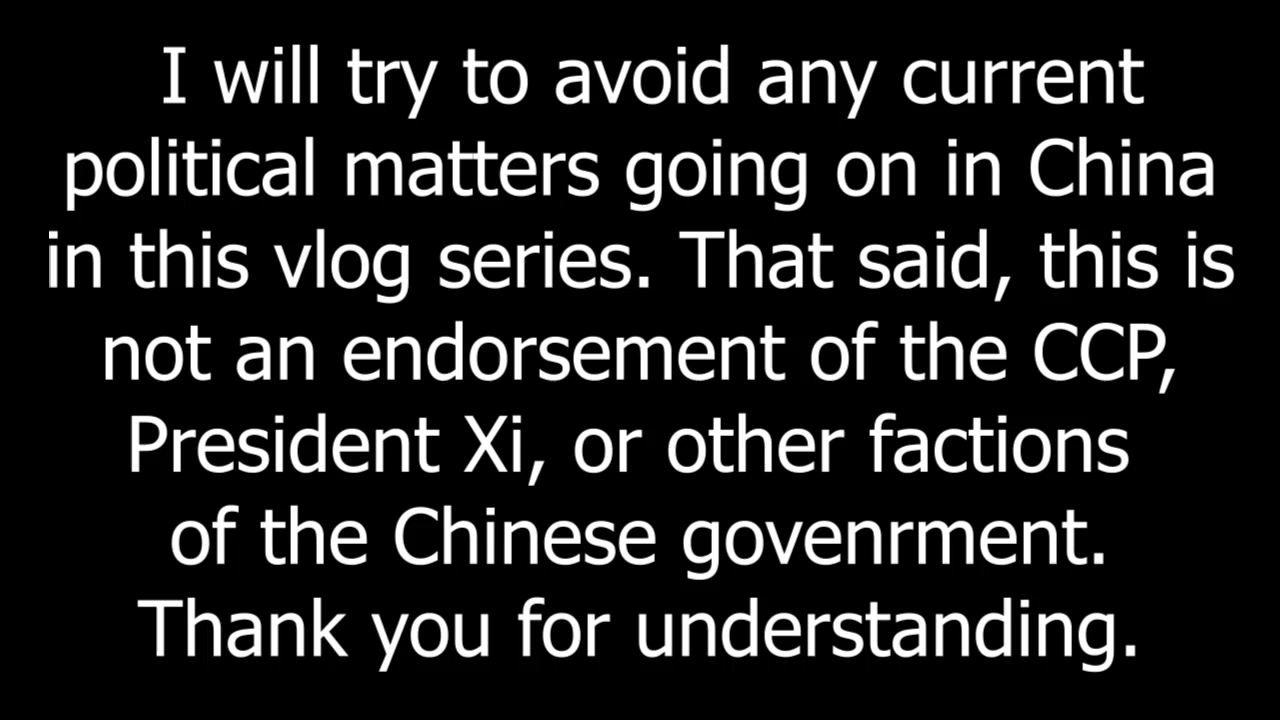 I will try to avoid any current
political matters going on in China
in this vlog series. That said, this is
not an endorsement of the CCP,
President Xi, or other factions
of the Chinese govenrment.
Thank you for understanding.